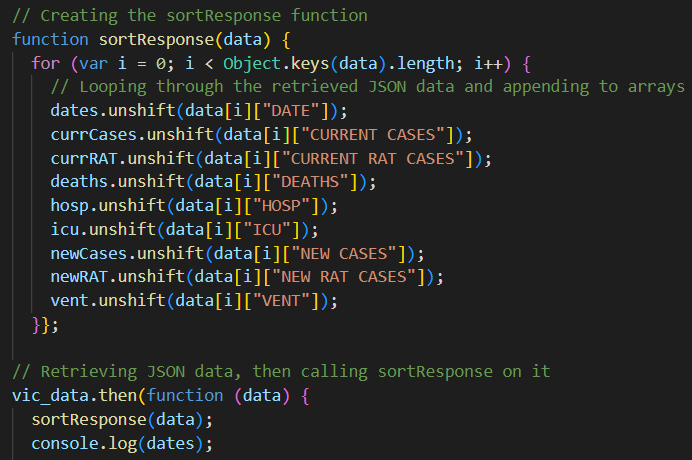 // Creating the sortResponse function
function sortResponse(data) {
  for (var i = 0; i < Object.keys(data).length; i++) {
    // Looping through the retrieved JSON data and appending to arrays
    dates.unshift(data[i]["DATE"]);
    currCases.unshift(data[i]["CURRENT CASES"]);
    currRAT.unshift(data[i]["CURRENT RAT CASES"]);
    deaths.unshift(data[i]["DEATHS"]);
    hosp.unshift(data[i]["HOSP"]);
    icu.unshift(data[i]["ICU"]);
    newCases.unshift(data[i]["NEW CASES"]);
    newRAT.unshift(data[i]["NEW RAT CASES"]);
    vent.unshift(data[i]["VENT"]);
  }};

// Retrieving JSON data, then calling sortResponse on it
vic_data.then(function (data) {
  sortResponse(data);
  console.log(dates);